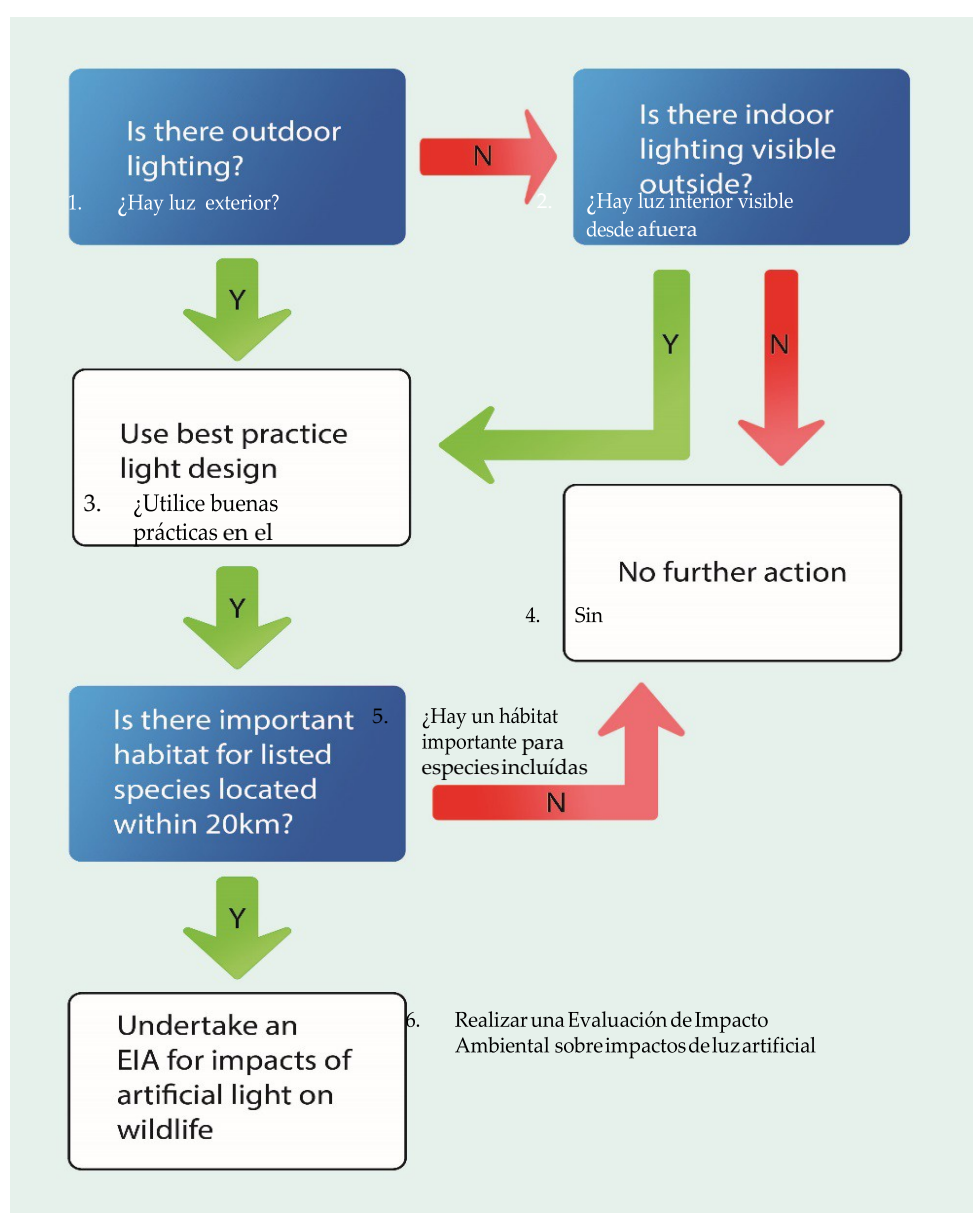 Is there outdoor
lighting?
1. ¿Hay luz exterior?
N
Is there indoor
lighting visible
outside?
2. ¿Hay luz interior visible
desde afuera
Y
Y
N
Use best practice
light design
3. ¿Utilice buenas
prácticas en el
No further action
4. Sin
Y
Is there important
habitat for listed
species located
within 20km?
5. ¿Hay un hábitat
importante para
especies incluídas
N
Y
Undertake an
EIA for impacts of
artificial light on
wildlife
6. Realizar una Evaluación de Impacto
Ambiental sobre impactos de luz artificial